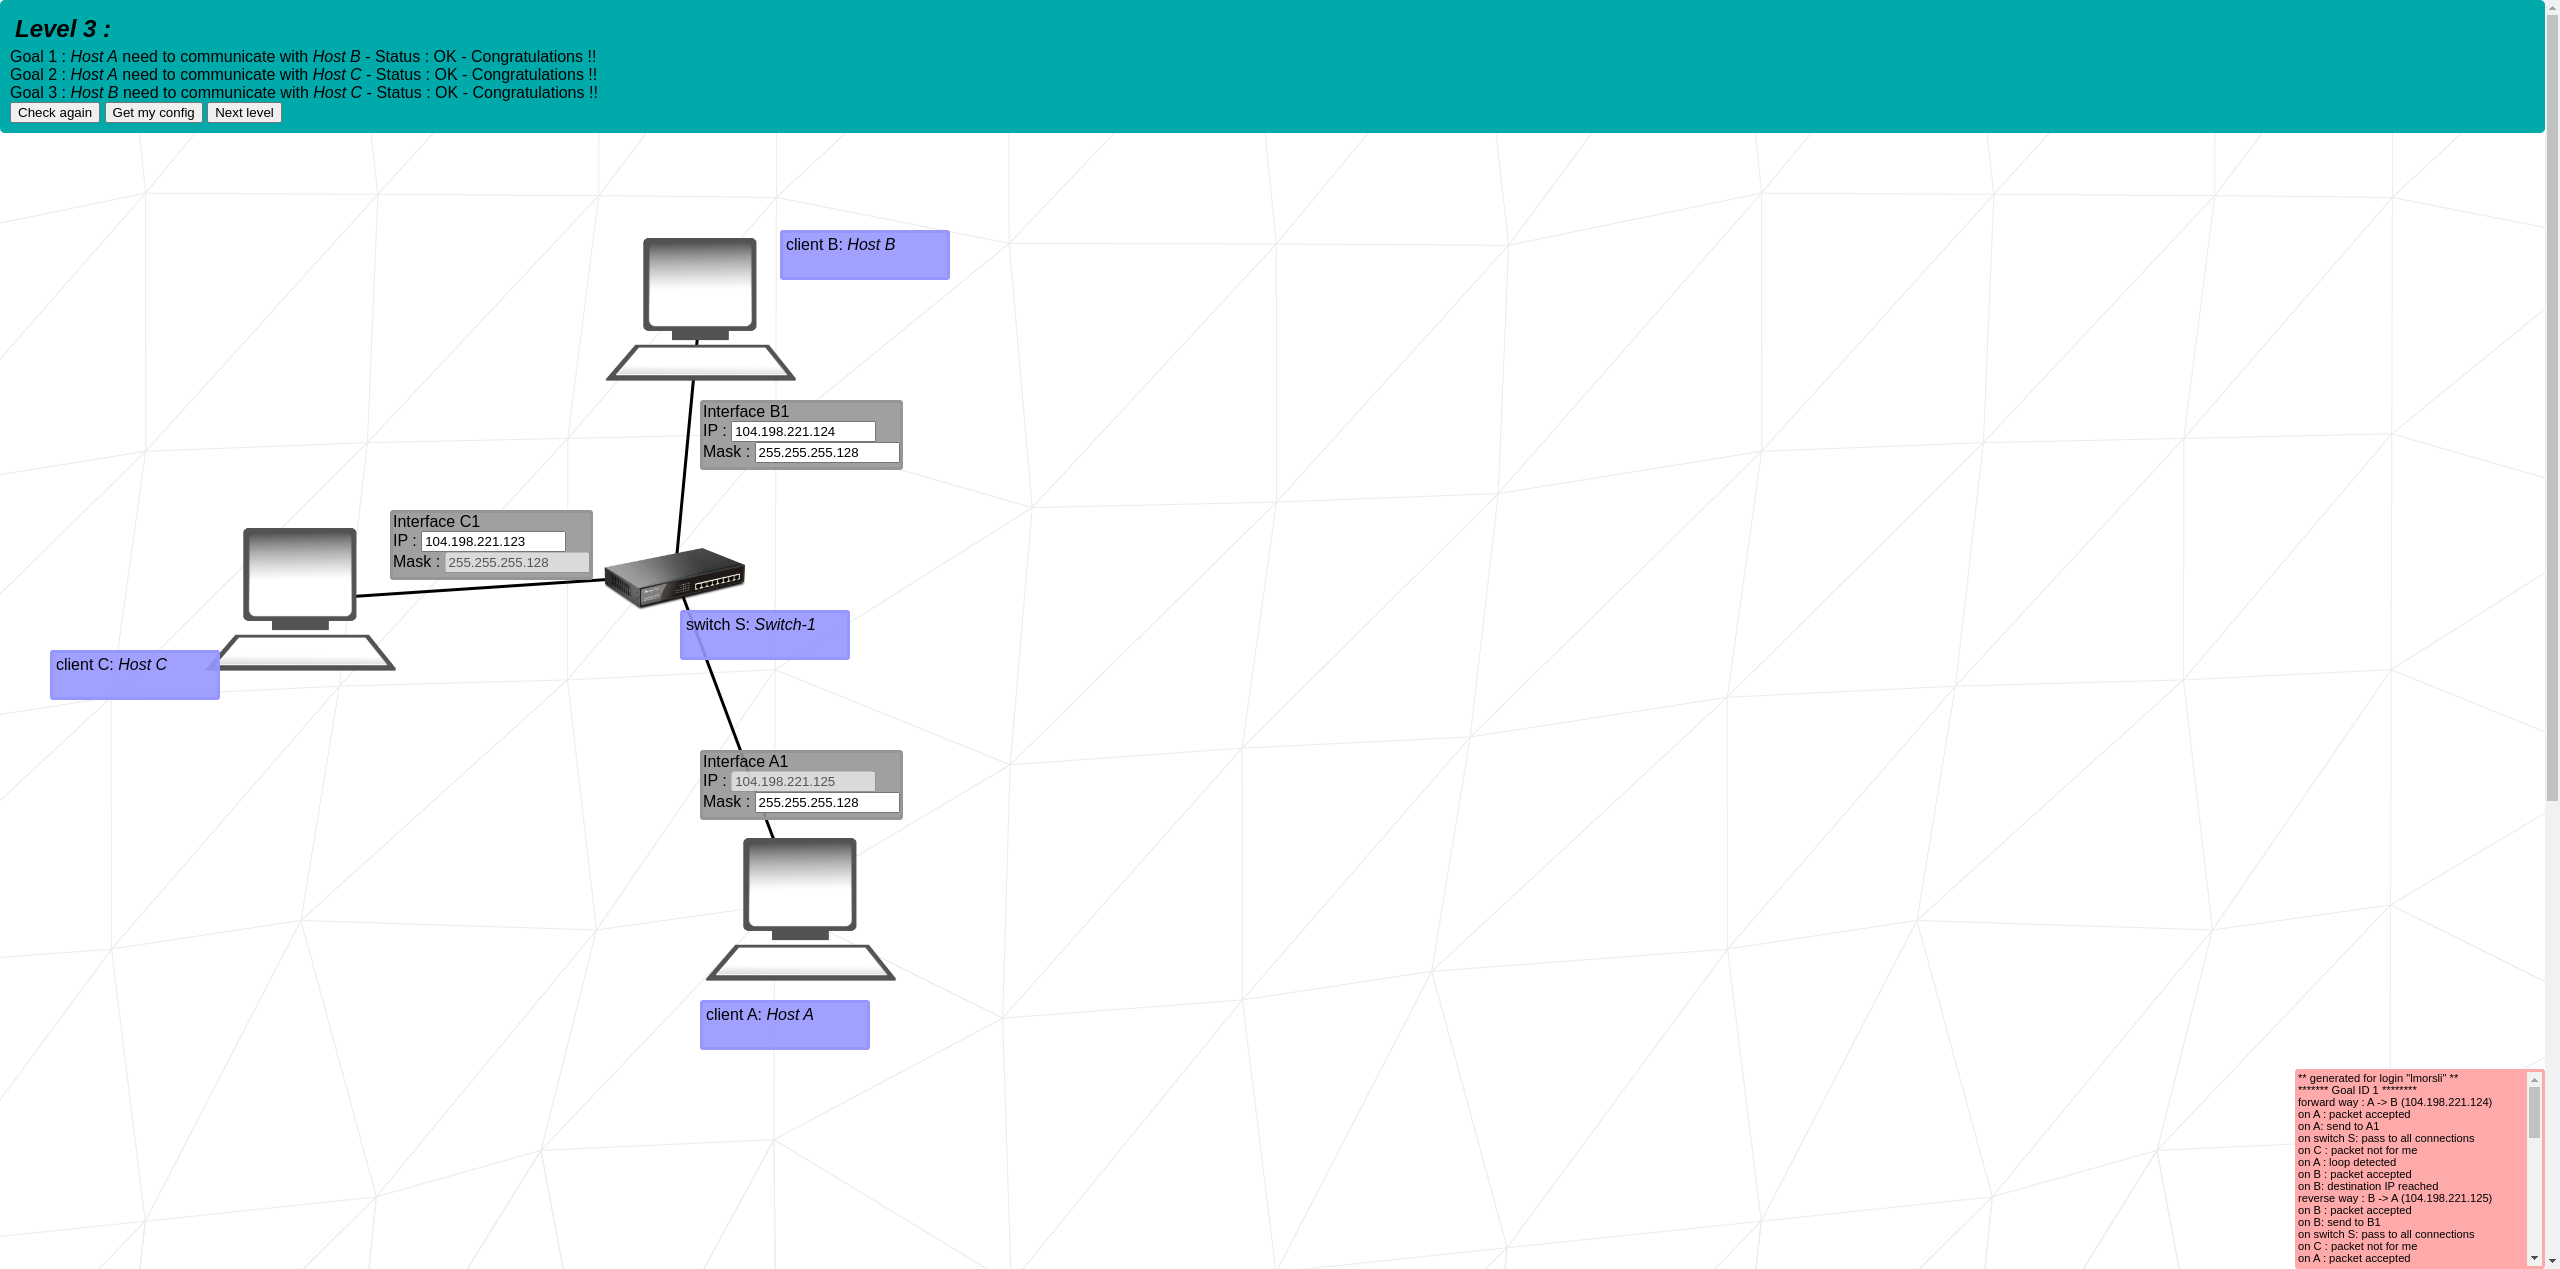 Level 3 :
Goal 1 : Host A need to communicate with Host B - Status : OK - Congratulations !!
Goal 2 : Host A need to communicate with Host C - Status : OK - Congratulations !!
Goal 3 : Host B need to communicate with Host C - Status : OK - Congratulations !!
Check again Get my config Next level
client B: Host B
Interface B1
IP : 104.198.221.124
Mask : 255.255.255.128
Interface C1
IP : 104.198.221.123
Mask : 255.255.255.128
switch S: Switch-1
client C: Host C
Interface A1
IP : 104.198.221.125
Mask : 255.255.255.128
client A: Host A
** generated for login "lmorsli" **
******* Goal ID 1 ********
forward way : A -> B (104.198.221.124)
on A : packet accepted
on A: send to A1
on switch S: pass to all connections
on C : packet not for me
on A : loop detected
on B : packet accepted
on B: destination IP reached
reverse way : B -> A (104.198.221.125)
on B : packet accepted
on B: send to B1
on switch S: pass to all connections
on C : packet not for me
on A : packet accepted